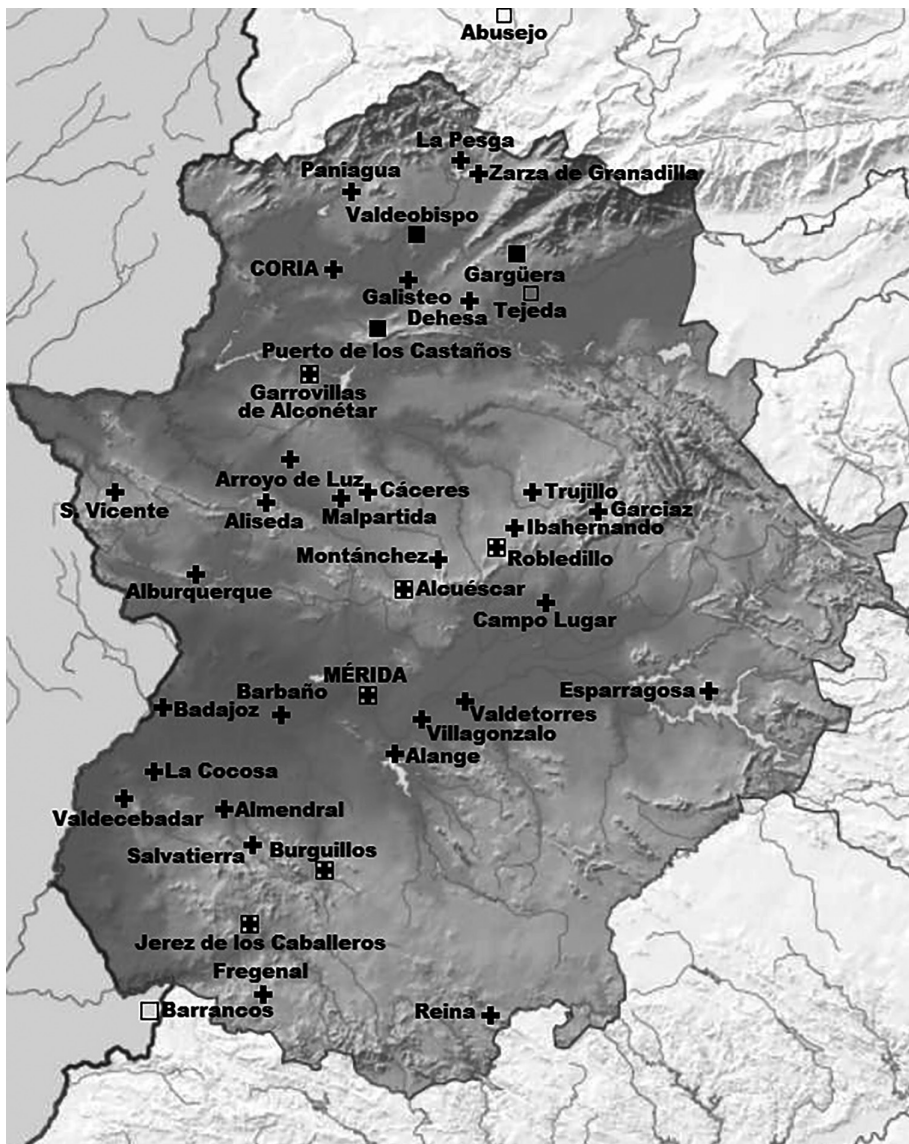 Abusejo
La Pesga
Paniagua
Zarza de Granadilla
Valdeobispo
CORIA
Gargüera
Galisteo
Tejeda
Dehesa
Puerto de los Castaños
Garrovillas
de Alconétar
Arroyo de Luz
Cáceres
Trujillo
S. Vicente
Aliseda
Malpartida
Garciaz
Ibahernando
Montánchez
Robledillo
Alburquerque
Alcuéscar
Campo Lugar
MÉRIDA
Barbaño
Esparragosa
Badajoz
Valdetorres
Villagonzalo
Alange
La Cocosa
Valdecebadar
Almendral
Salvatierra
Burguillos
Jerez de los Caballeros
Fregenal
Barrancos
Reina